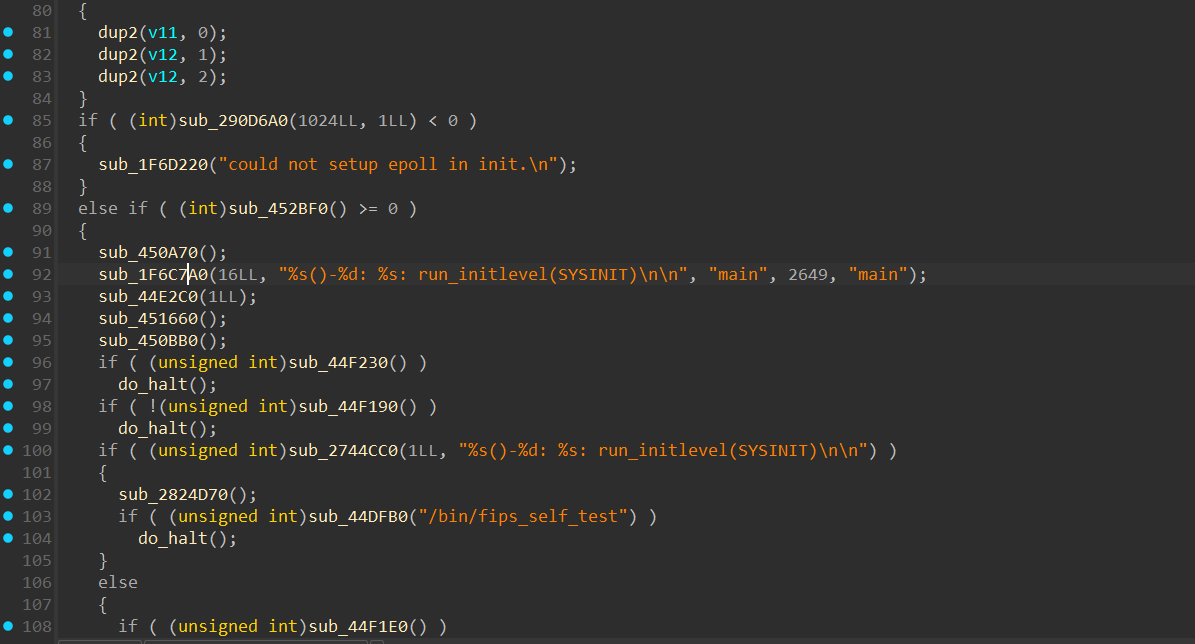 80 {
81 dup2(v11, 0);
82 dup2(v12, 1);
83 dup2(v12, 2);
84 }
85 if ( (int)sub_290D6A0(1024LL, 1LL) < 0 )
86 {
87 sub_1F6D220("could not setup epoll in init.\n");
88 }
89 else if ( (int)sub_452BF0() >= 0 )
90 {
91 sub_450A70();
92 sub_1F6C7A0(16LL, "%s()-%d: %s: run_initlevel(SYSINIT)\n\n", "main", 2649, "main");
93 sub_44E2C0(1LL);
94 sub_451660();
95 sub_450BB0();
96 if ( (unsigned int)sub_44F230() )
97 do_halt();
98 if ( !(unsigned int)sub_44F190() )
99 do_halt();
100 if ( (unsigned int)sub_2744CC0(1LL, "%s()-%d: %s: run_initlevel(SYSINIT)\n\n") )
101 {
102 sub_2824D70();
103 if ( (unsigned int)sub_44DFB0("/bin/fips_self_test") )
104 do_halt();
105 }
106 else
107 {
108 if ( (unsigned int)sub_44F1E0() )